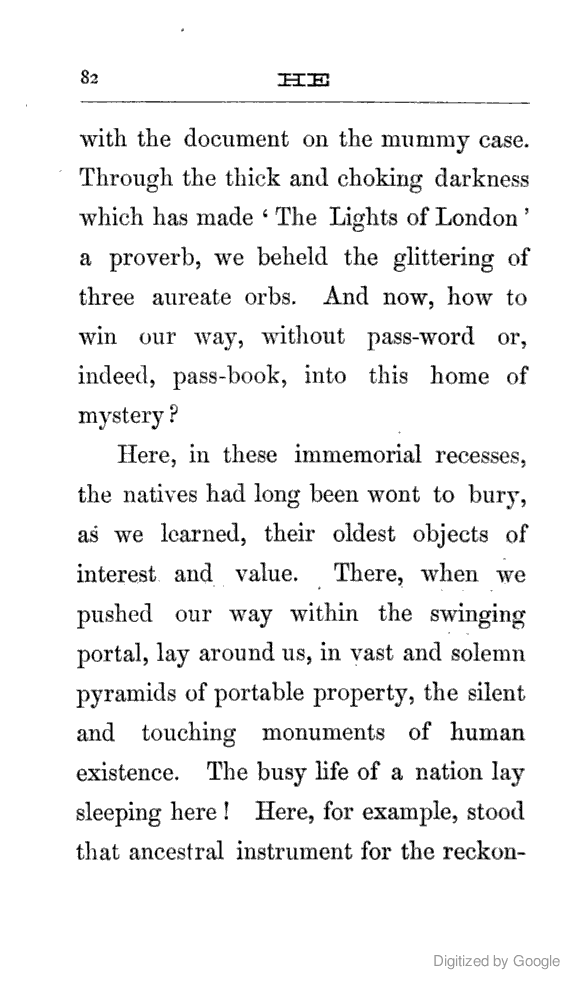 82 HE
with the document on the mummy case.
Through the thick and choking darkness
which has made ‘ The Lights of London ’
a proverb, we beheld the glittering of
three aureate orbs. And now, how to
win our way, without pass-word or,
indeed, pass-book, into this home of
mystery?
Here, in these immemorial recesses,
the natives had long been wont to bury,
as we learned, their oldest objects of
interest and value. There, when we
pushed our way within the swinging
portal, lay around us, in vast and solemn
pyramids of portable property, the silent
and touching monuments of human
existence. The busy life of a nation lay
sleeping here! Here, for example, stood
that ancestral instrument for the reckon-
Digitized by Google